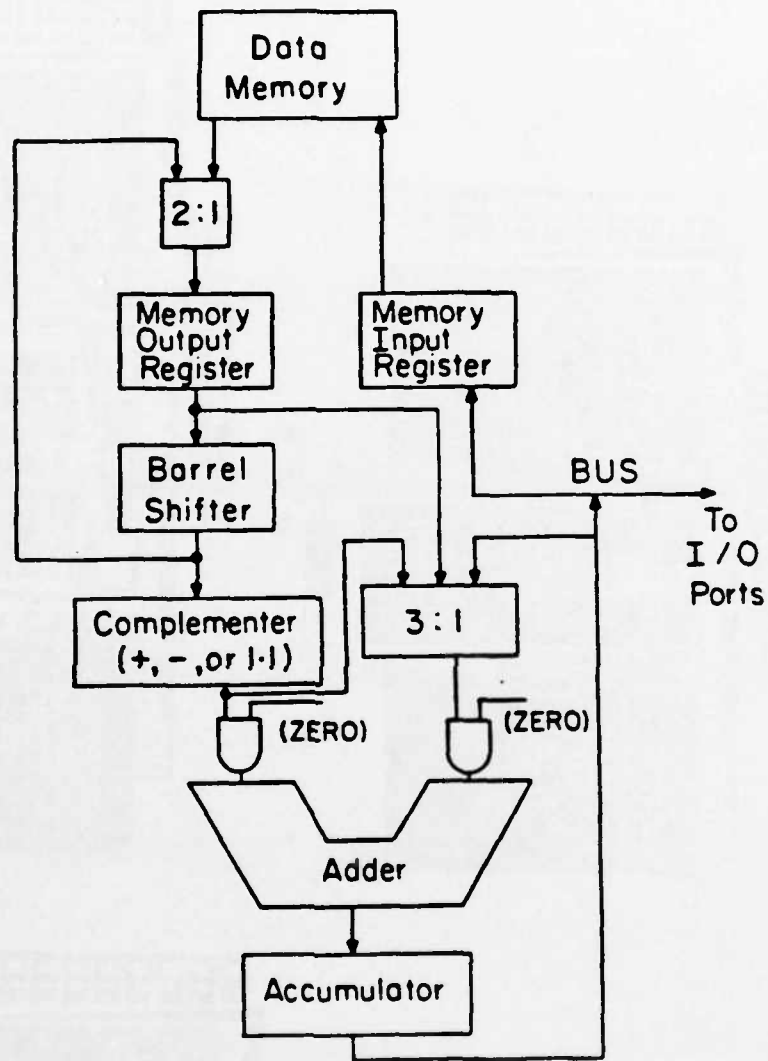 Data
Memory
2:1
Memory
Output
Register
Memory
Input
Register
Barrel
Shifter
BUS
To
I/O
Ports
Complementer
(+, -, or |·|)
3:1
(ZERO)
(ZERO)
Adder
Accumulator